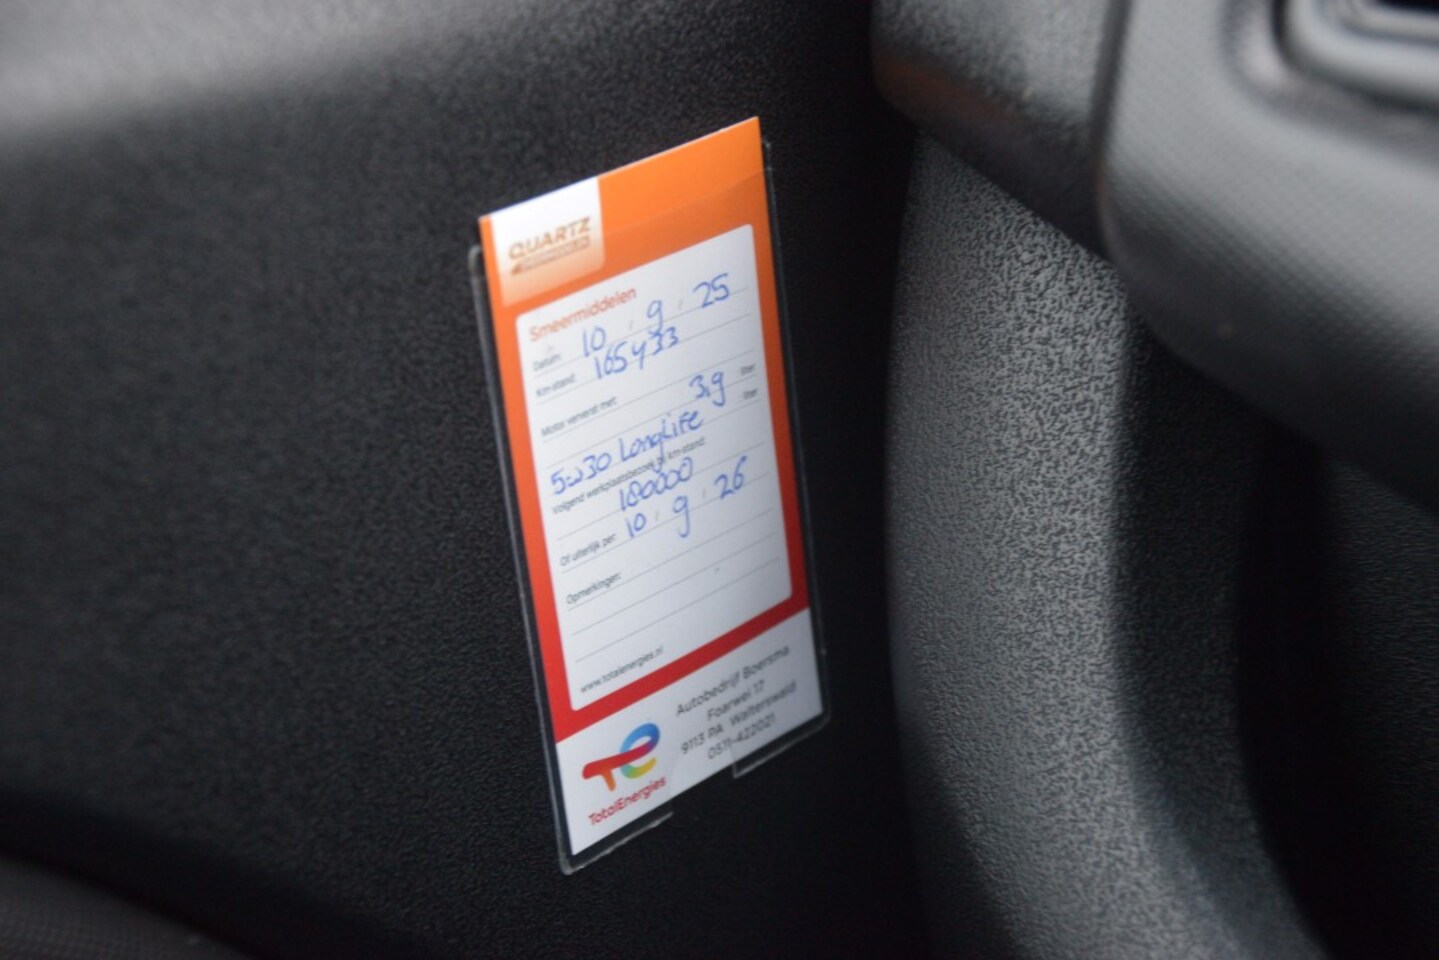 QUARTZ
Smeermiddelen
Datum: 10 . 9 . 25
Km-stand: 165433
Motor ververst met: 3,9 liter
liter
5w30 Longlife
Volgend werkplaatsbezoek bij km-stand:
180000
Of uiterlijk per: 10 . 9 . 26
Opmerkingen:
www.totalenergies.nl
TotalEnergies
Autobedrijf Boersma
Foarwei 17
9113 PA Walterswald
0511-422021